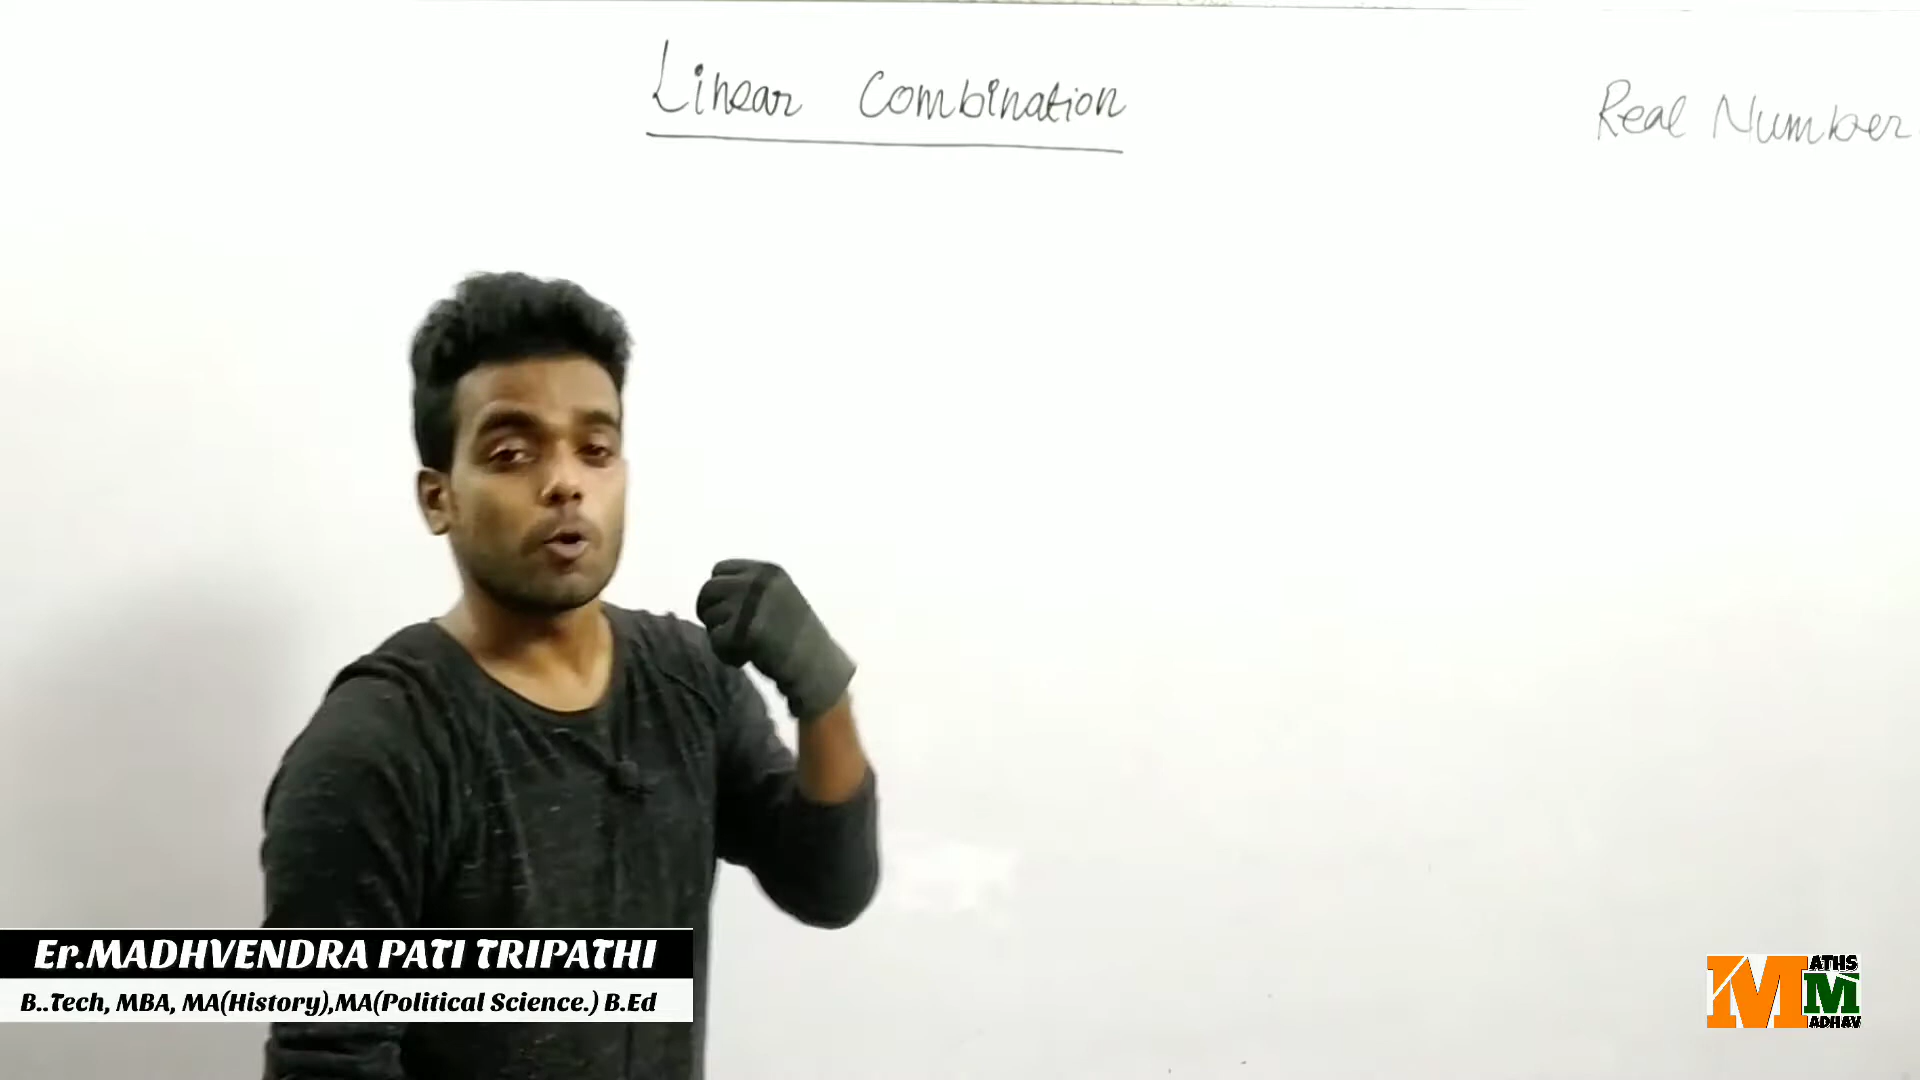 Linear Combination
Real Number
Er.MADHVENDRA PATI TRIPATHI
B..Tech, MBA, MA(History),MA(Political Science.) B.Ed
MATHS
MADHAV